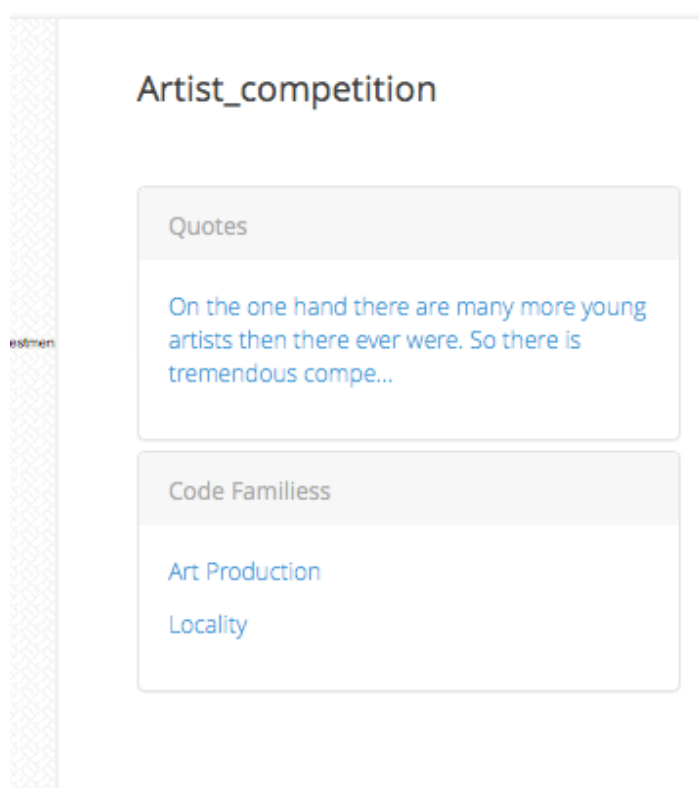 Artist_competition
Quotes
On the one hand there are many more young
artists then there ever were. So there is
estmen
tremendous compe...
Code Familiess
Art Production
Locality